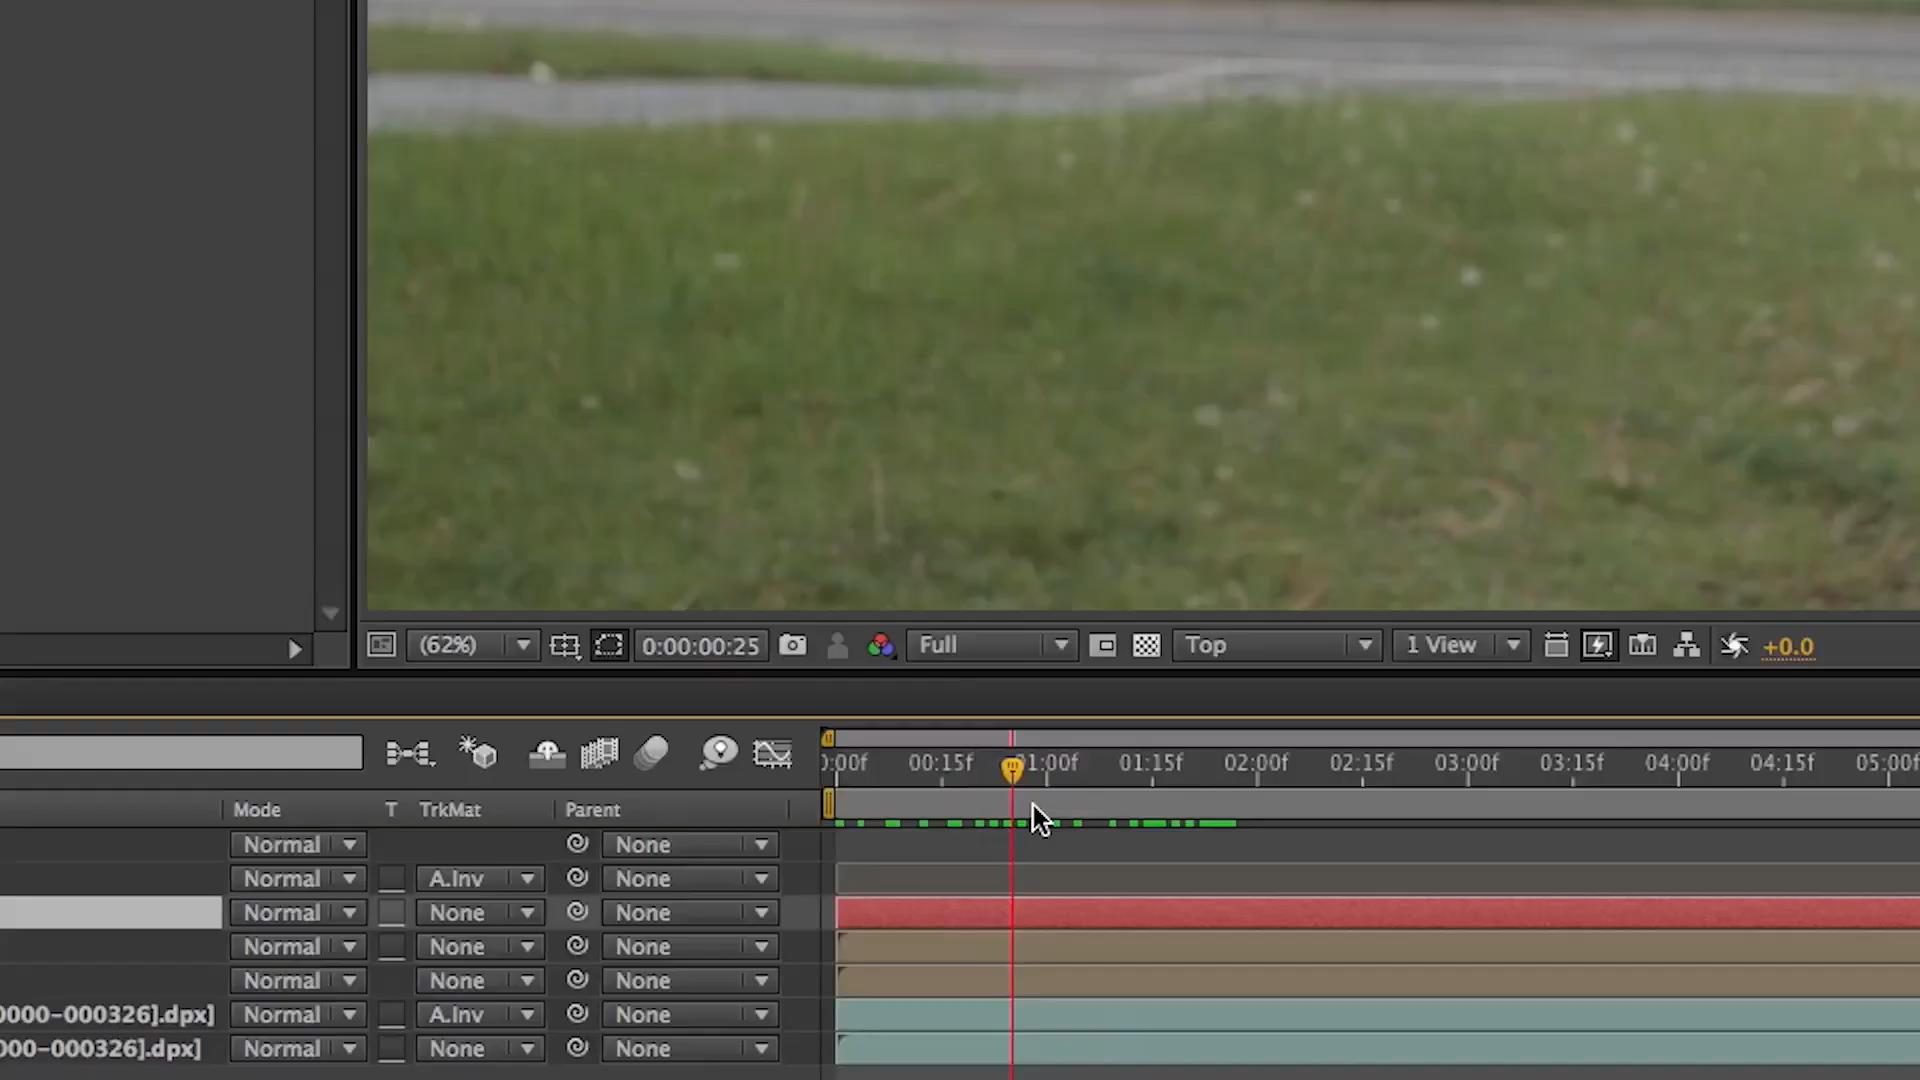 (62%) 0:00:00:25 Full Top 1 View +0.0
):00f 00:15f 01:00f 01:15f 02:00f 02:15f 03:00f 03:15f 04:00f 04:15f 05:00f
Mode T TrkMat Parent
Normal None
Normal A.Inv None
Normal None None
Normal None None
Normal None None
0000-000326].dpx] Normal A.Inv None
000-000326].dpx] Normal None None